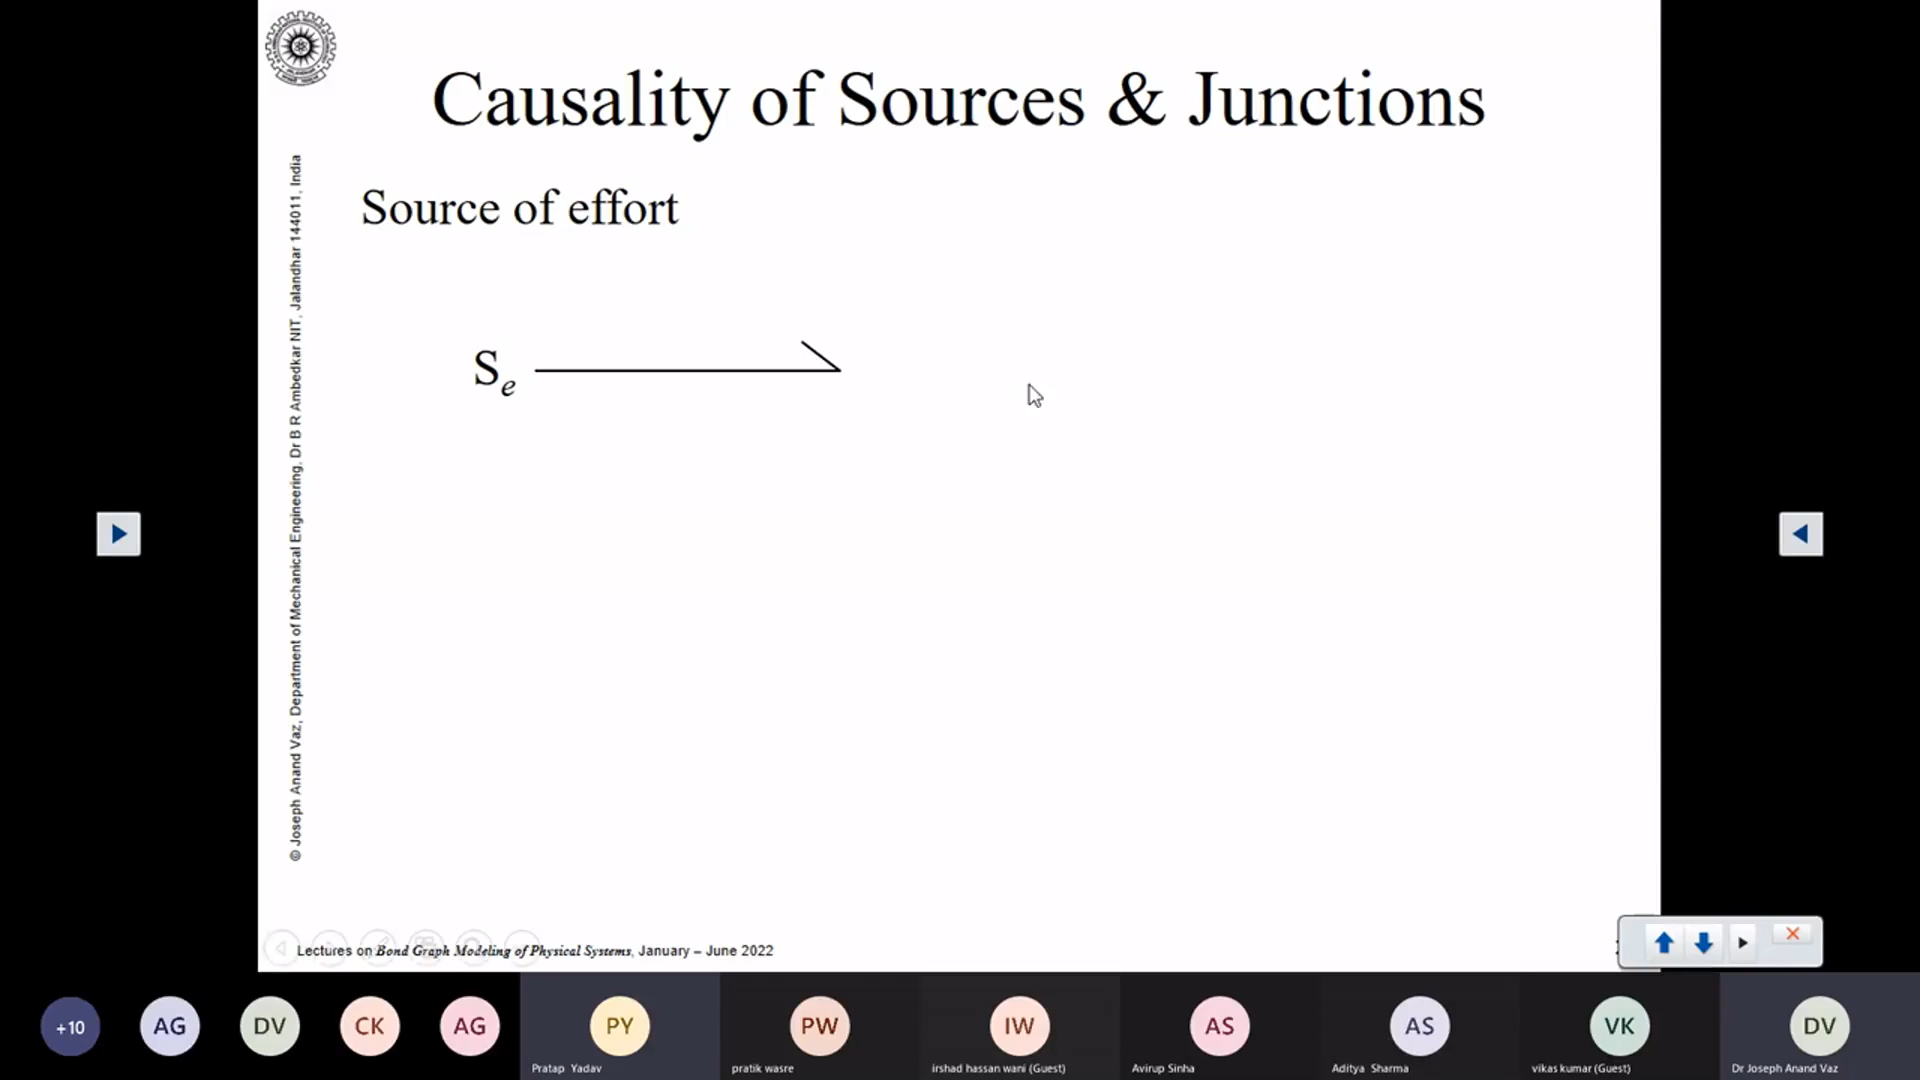 Causality of Sources & Junctions
© Joseph Anand Vaz, Department of Mechanical Engineering, Dr B R Ambedkar NIT, Jalandhar 144011, India
Source of effort
Se
Lectures on Bond Graph Modeling of Physical Systems, January – June 2022
+10
AG
DV
CK
AG
PY
PW
IW
AS
AS
VK
DV
Pratap Yadav
pratik wasre
irshad hassan wani (Guest)
Avirup Sinha
Aditya Sharma
vikas kumar (Guest)
Dr Joseph Anand Vaz